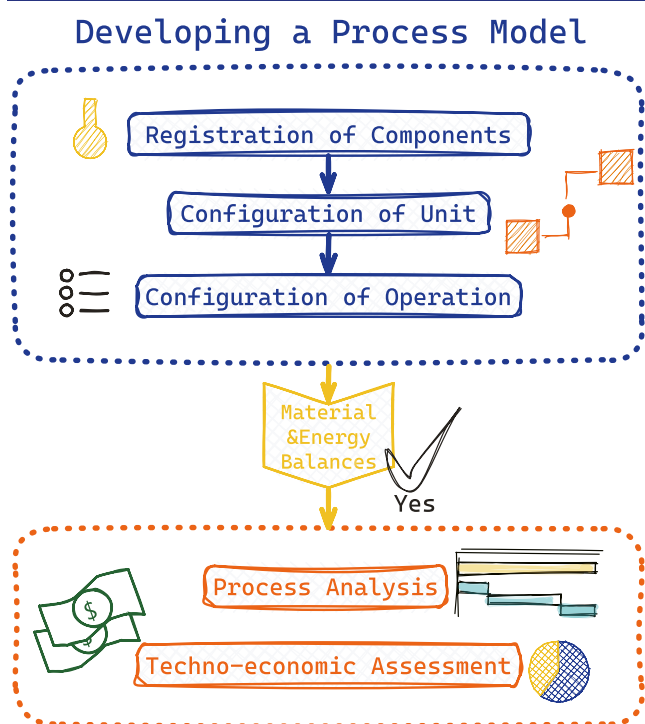 Developing a Process Model
Registration of Components
Configuration of Unit
Configuration of Operation
Material
&Energy
Balances
Yes
Process Analysis
$
$
Techno-economic Assessment